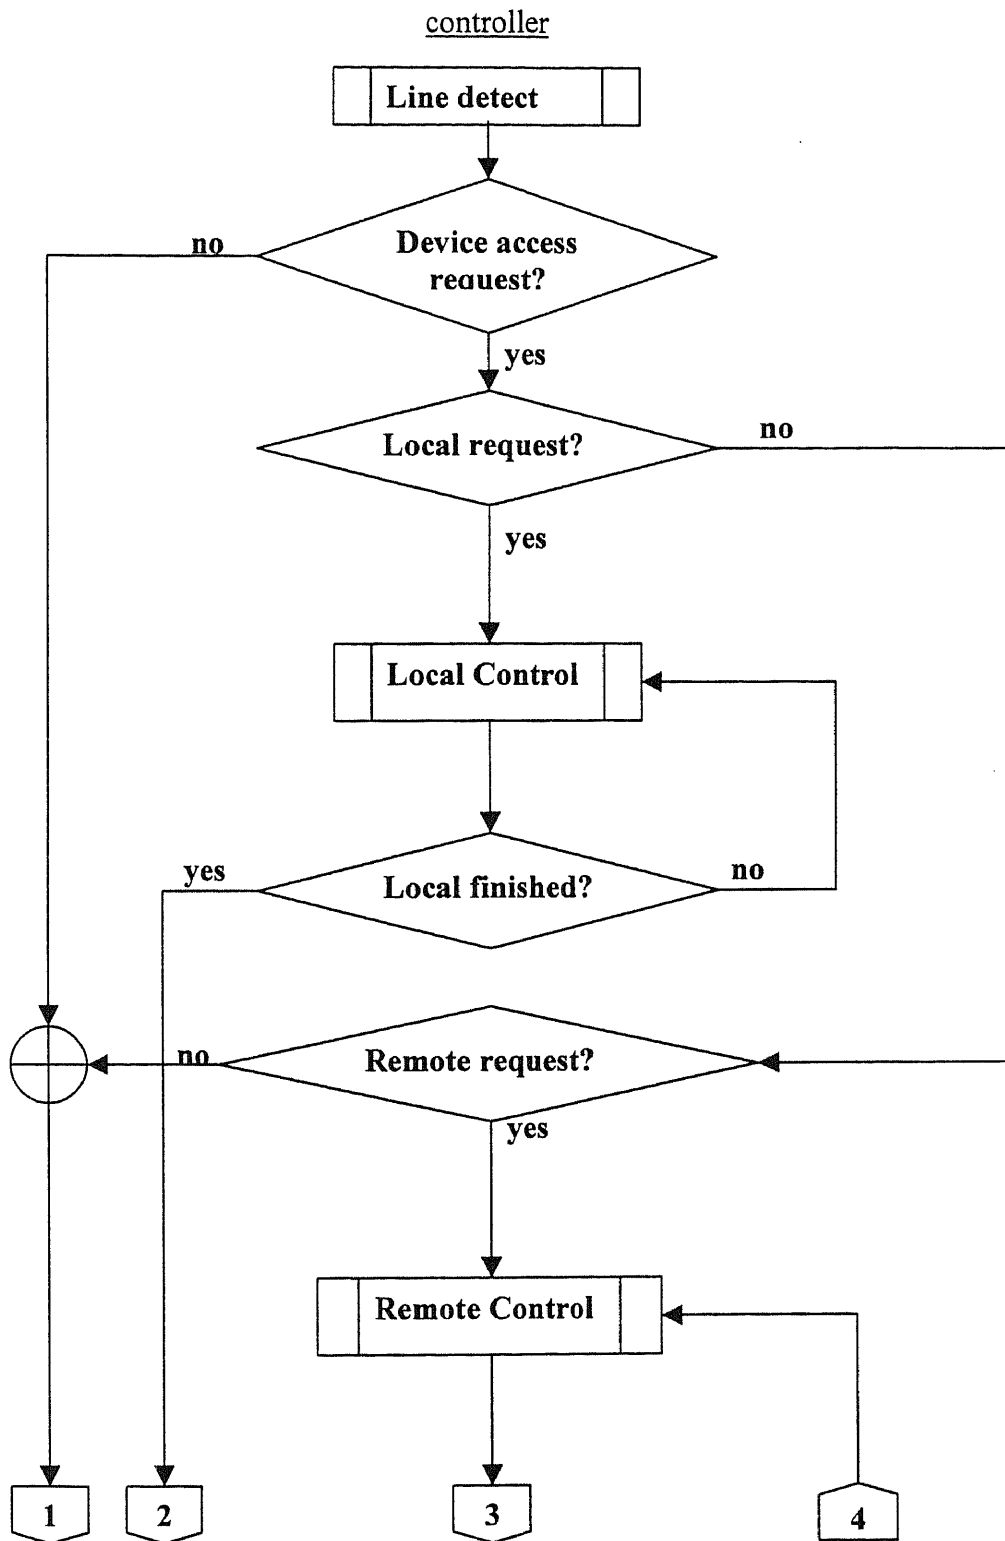 controller
Line detect
no
Device access
request?
yes
Local request?
no
yes
Local Control
yes
Local finished?
no
no
Remote request?
yes
Remote Control
1
2
3
4